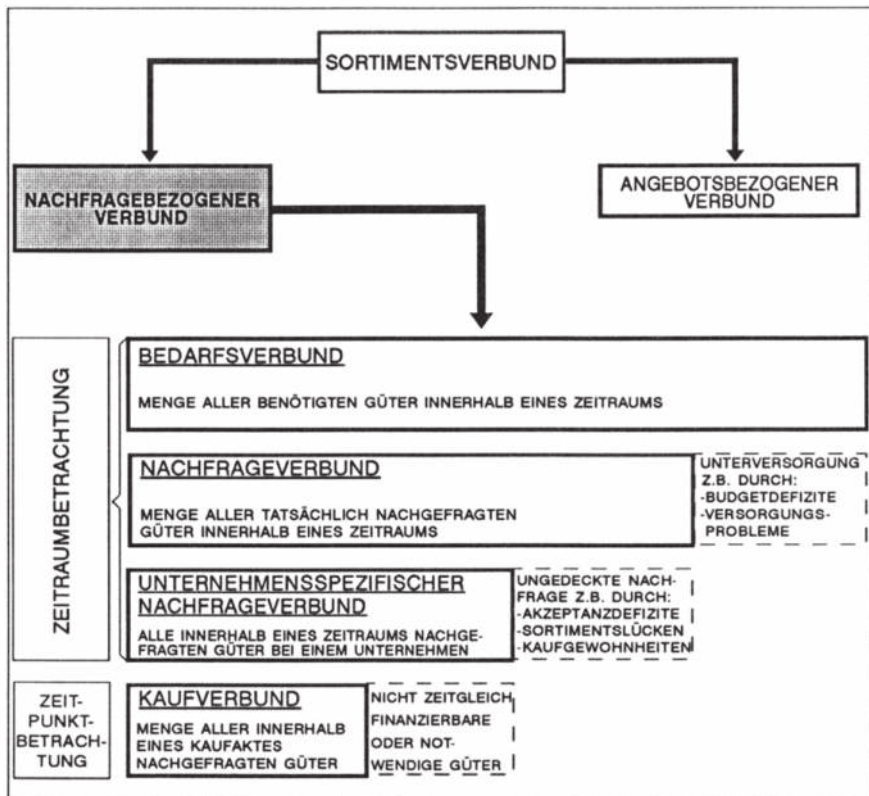 SORTIMENTSVERBUND
NACHFRAGEBEZOGENER
VERBUND
ANGEBOTSBEZOGENER
VERBUND
ZEITRAUMBETRACHTUNG
BEDARFSVERBUND
MENGE ALLER BENÖTIGTEN GÜTER INNERHALB EINES ZEITRAUMS
NACHFRAGEVERBUND
MENGE ALLER TATSÄCHLICH NACHGEFRAGTEN
GÜTER INNERHALB EINES ZEITRAUMS
UNTERVERSORGUNG
Z.B. DURCH:
-BUDGETDEFIZITE
-VERSORGUNGS-
PROBLEME
UNTERNEHMENSSPEZIFISCHER
NACHFRAGEVERBUND
ALLE INNERHALB EINES ZEITRAUMS NACHGE-
FRAGTEN GÜTER BEI EINEM UNTERNEHMEN
UNGEDECKTE NACH-
FRAGE Z.B. DURCH:
-AKZEPTANZDEFIZITE
-SORTIMENTSLÜCKEN
-KAUFGEWOHNHEITEN
ZEIT-
PUNKT-
BETRACH-
TUNG
KAUFVERBUND
MENGE ALLER INNERHALB
EINES KAUFAKTES
NACHGEFRAGTEN GÜTER
NICHT ZEITGLEICH
FINANZIERBARE
ODER NOT-
WENDIGE GÜTER